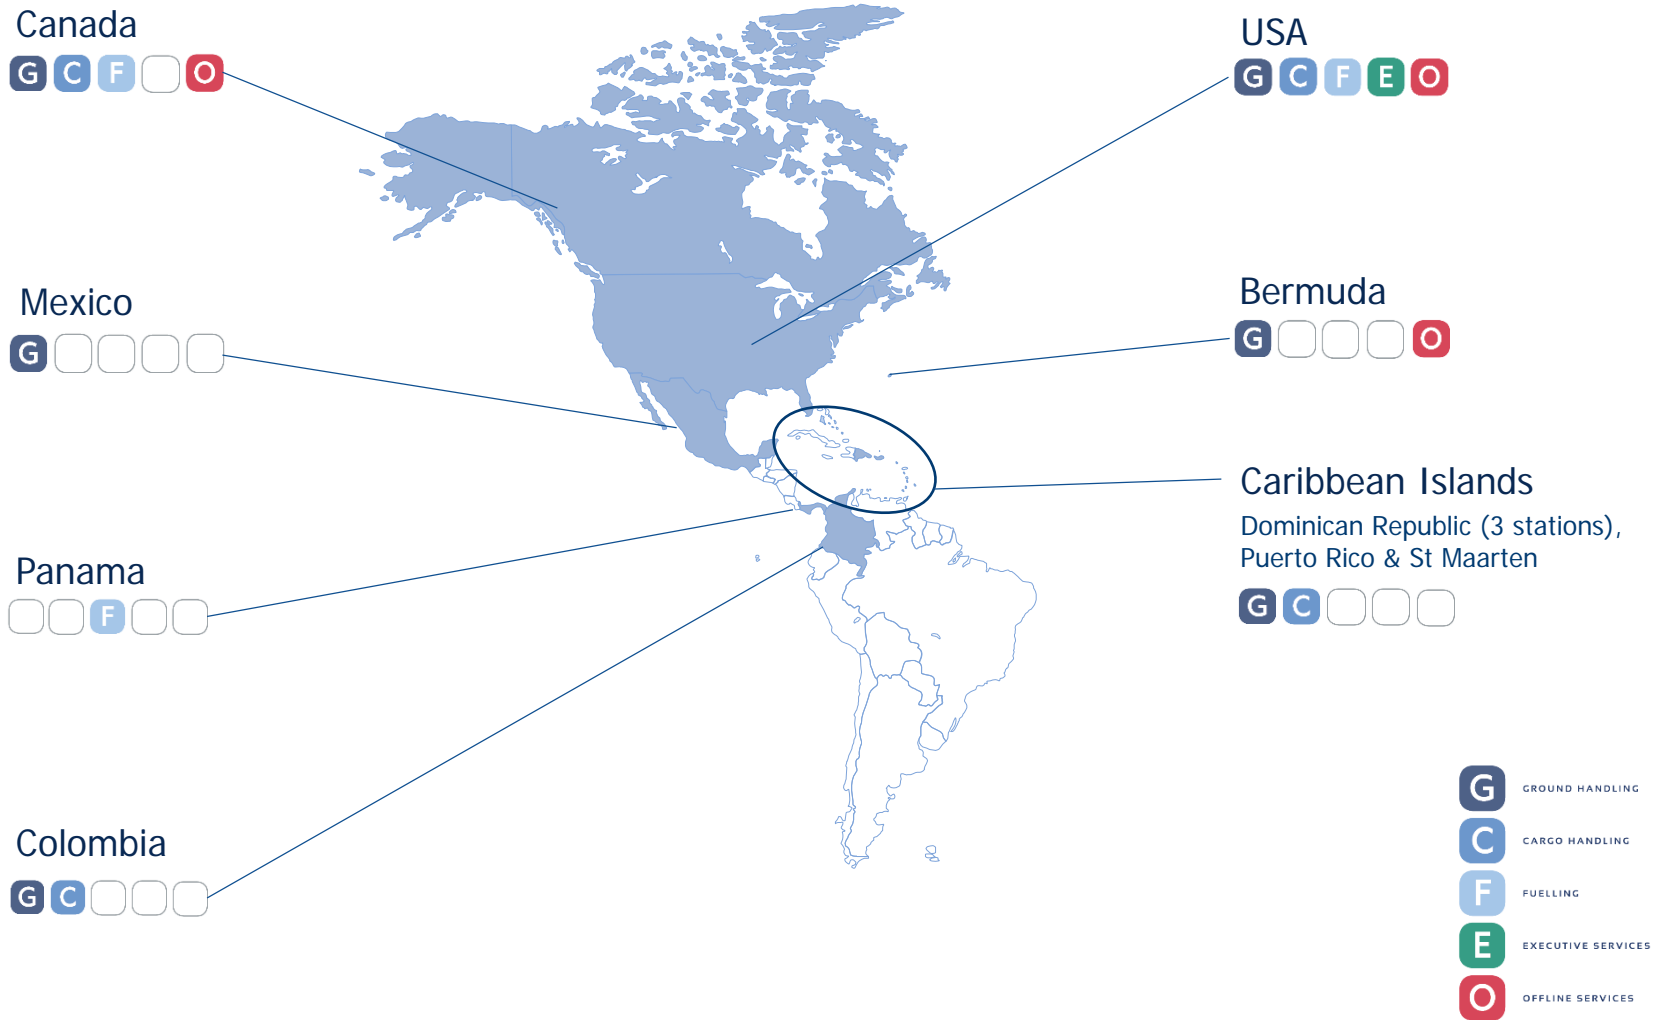 Canada
G C F O
USA
G C F E O
Mexico
G
Bermuda
G O
Caribbean Islands
Dominican Republic (3 stations),
Puerto Rico & St Maarten
G C
Panama
F
Colombia
G C
G GROUND HANDLING
C CARGO HANDLING
F FUELLING
E EXECUTIVE SERVICES
O OFFLINE SERVICES